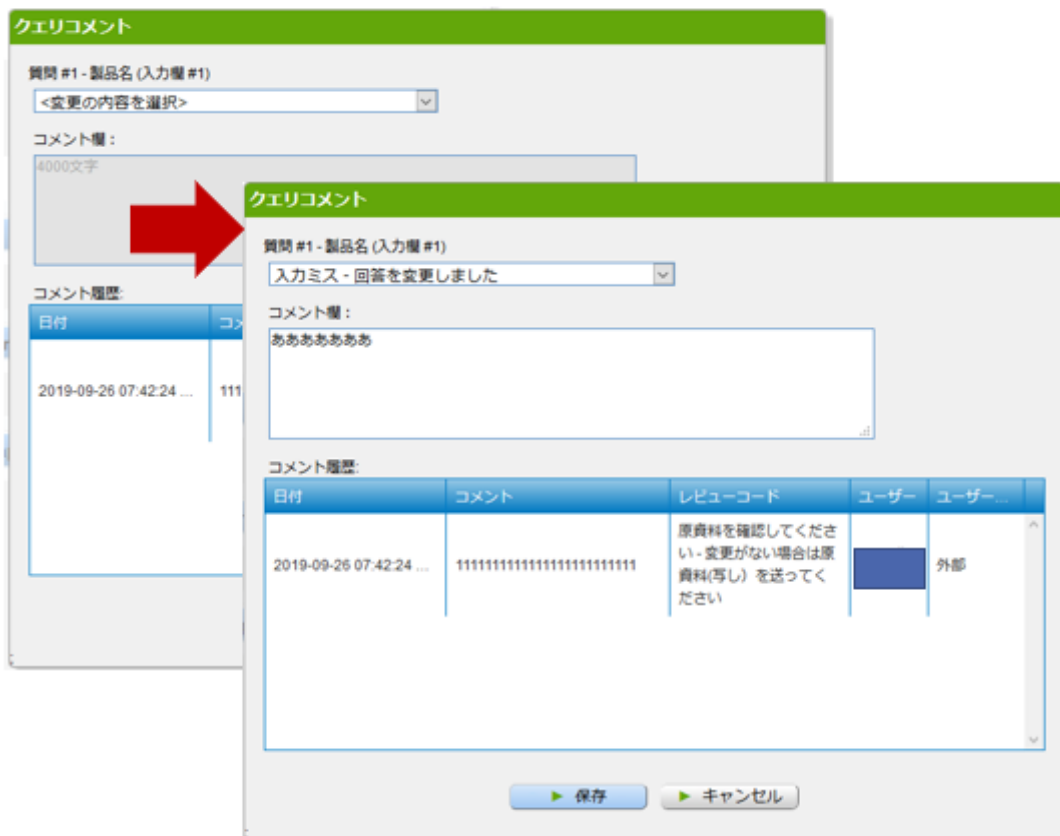 クエリコメント
質問 #1 - 製品名 (入力欄 #1)
<変更の内容を選択>
コメント欄：
4000文字
コメント履歴:
日付
2019-09-26 07:42:24 ...
クエリコメント
質問 #1 - 製品名 (入力欄 #1)
入力ミス - 回答を変更しました
コメント欄：
あああああああ
コメント履歴:
日付 コメント レビューコード ユーザー ユーザー...
原資料を確認してくださ
い - 変更がない場合は原
2019-09-26 07:42:24 ... 外部
資料(写し）を送ってく
ださい
保存 キャンセル